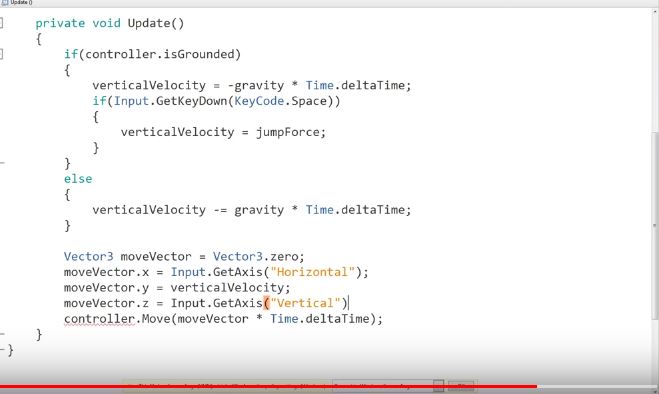 Update ()
private void Update()
{
if(controller.isGrounded)
{
verticalVelocity = -gravity * Time.deltaTime;
if(Input.GetKeyDown(KeyCode.Space))
{
verticalVelocity = jumpForce;
}
}
else
{
verticalVelocity -= gravity * Time.deltaTime;
}
Vector3 moveVector = Vector3.zero;
moveVector.x = Input.GetAxis("Horizontal");
moveVector.y = verticalVelocity;
moveVector.z = Input.GetAxis("Vertical")
controller.Move(moveVector * Time.deltaTime);
}
}